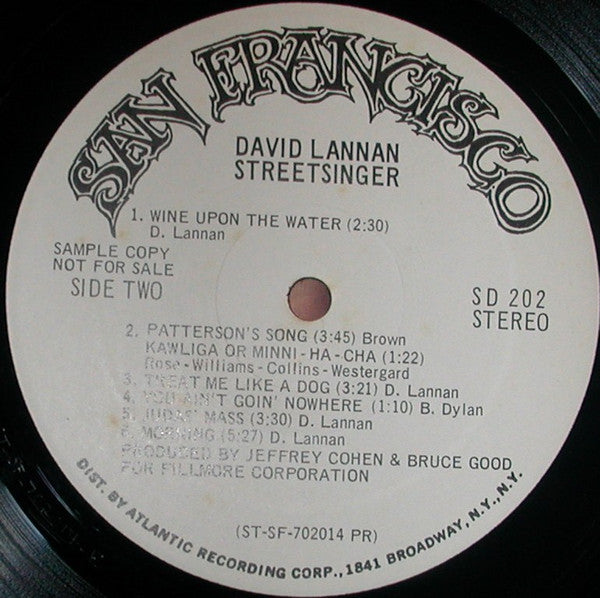 SAN FRANCISCO
DAVID LANNAN
STREETSINGER
1. WINE UPON THE WATER (2:30)
D. Lannan
SAMPLE COPY
NOT FOR SALE
SIDE TWO
SD 202
STEREO
2. PATTERSON'S SONG (3:45) Brown
KAWLIGA OR MINNI-HA-CHA (1:22)
Rose-Williams-Collins-Westergard
3. TREAT ME LIKE A DOG (3:21) D. Lannan
4. YOU AIN'T GOIN' NOWHERE (1:10) B. Dylan
5. JUDAS' MASS (3:30) D. Lannan
6. MORNING (5:27) D. Lannan
PRODUCED BY JEFFREY COHEN & BRUCE GOOD
FOR FILLMORE CORPORATION
(ST-SF-702014 PR)
DIST. BY ATLANTIC RECORDING CORP., 1841 BROADWAY, N.Y., N.Y.